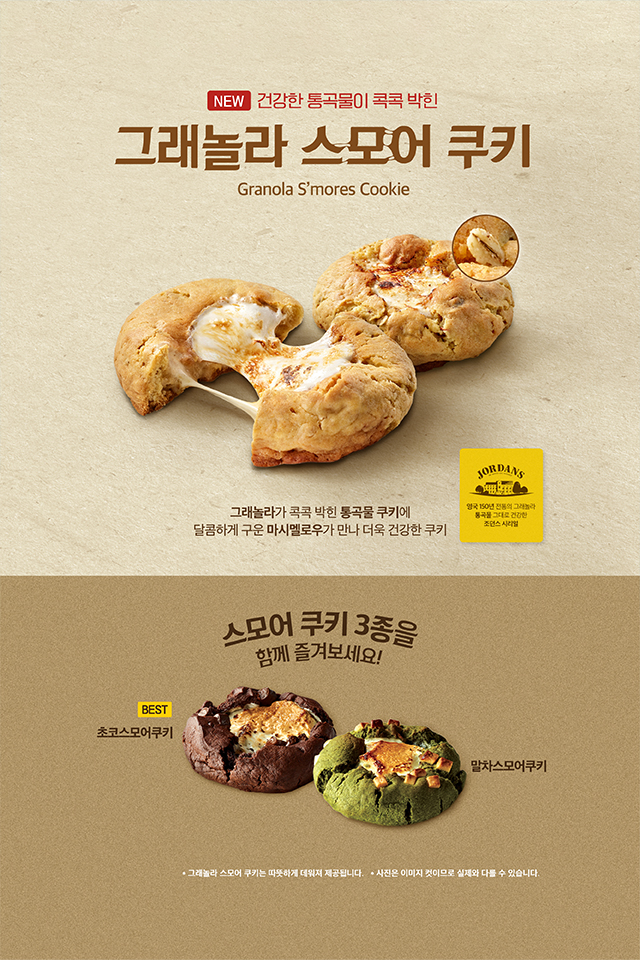 NEW 건강한 통곡물이 콕콕 박힌
그래놀라 스모어 쿠키
Granola S'mores Cookie
JORDANS
영국 150년 전통의 그래놀라
통곡물 그대로 건강한
조단스 시리얼
그래놀라가 콕콕 박힌 통곡물 쿠키에
달콤하게 구운 마시멜로우가 만나 더욱 건강한 쿠키
스모어 쿠키 3종을
함께 즐겨보세요!
BEST
초코스모어쿠키
말차스모어쿠키
• 그래놀라 스모어 쿠키는 따뜻하게 데워져 제공됩니다. • 사진은 이미지 컷이므로 실제와 다를 수 있습니다.